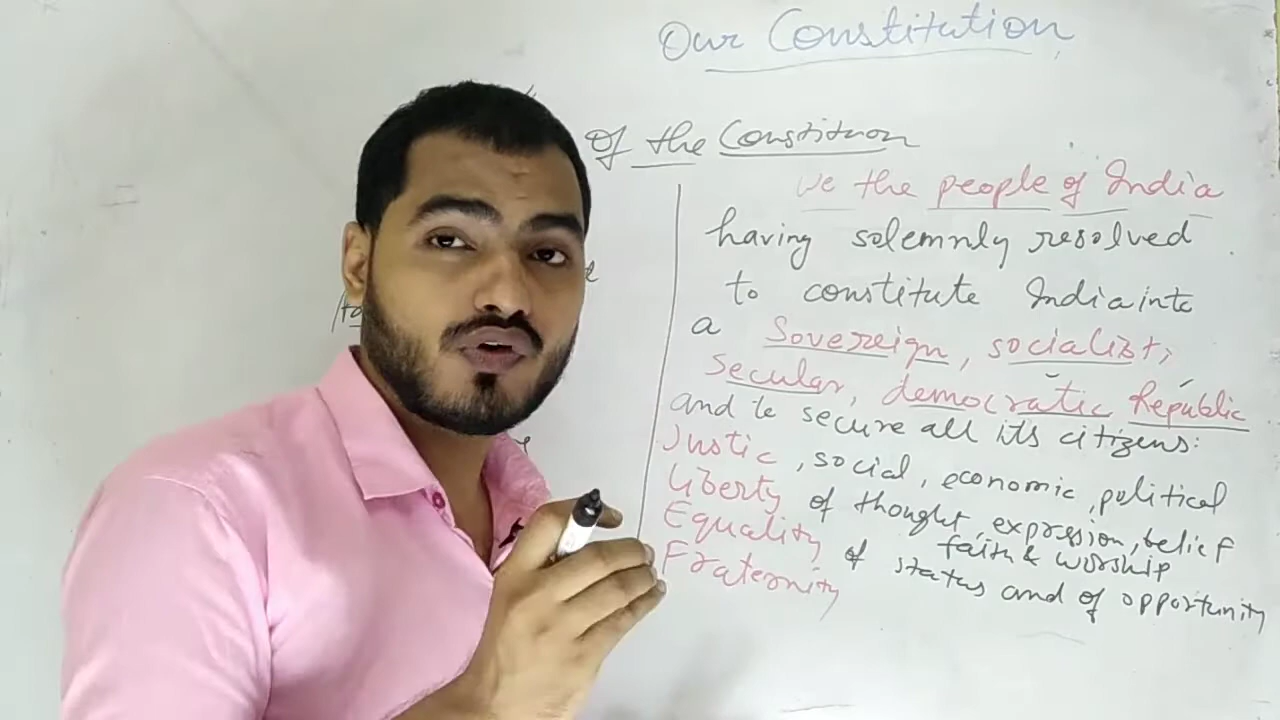 Our Constitution
Of the Constituon
We the people of India
having solemnly resolved
to constitute India into
a Sovereign, socialist,
Secular, democratic Republic
and to secure all its citizens:
Justic, social, economic, political
Liberty of thought, expression, belief
faith & worship
Equality of status and of opportunity
Fraternity